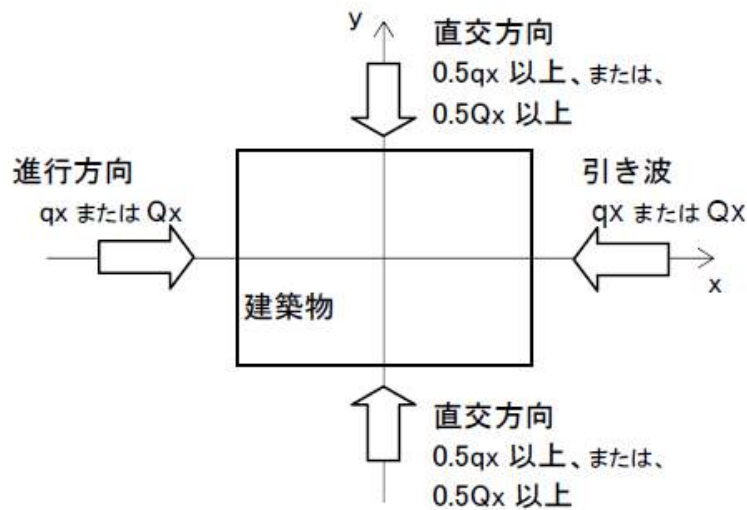 y
直交方向
0.5qx 以上、または、
0.5Qx 以上
進行方向
qx または Qx
引き波
qx または Qx
x
建築物
直交方向
0.5qx 以上、または、
0.5Qx 以上